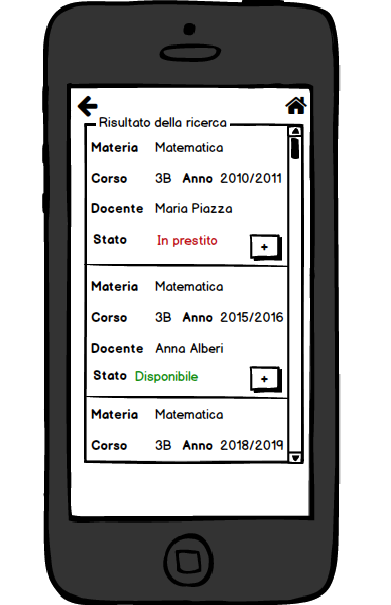 Risultato della ricerca
Materia Matematica
Corso 3B Anno 2010/2011
Docente Maria Piazza
Stato In prestito
+
Materia Matematica
Corso 3B Anno 2015/2016
Docente Anna Alberi
Stato Disponibile
+
Materia Matematica
Corso 3B Anno 2018/2019